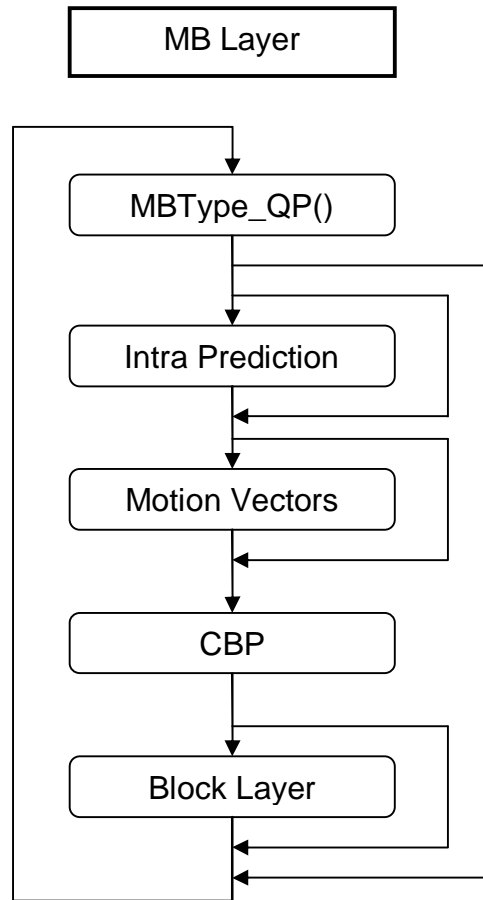 MB Layer
MBType_QP()
Intra Prediction
Motion Vectors
CBP
Block Layer